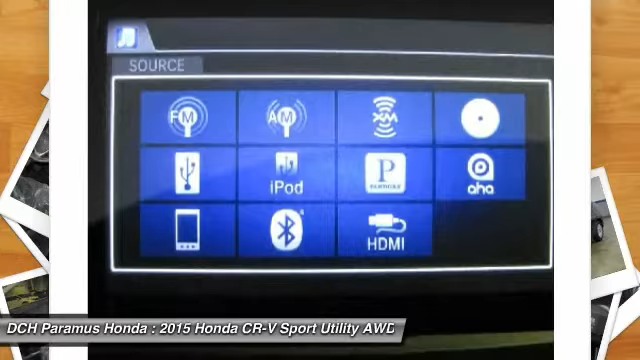 SOURCE
FM AM XM
iPod P PANDORA aha
HDMI
DCH Paramus Honda : 2015 Honda CR-V Sport Utility AWD